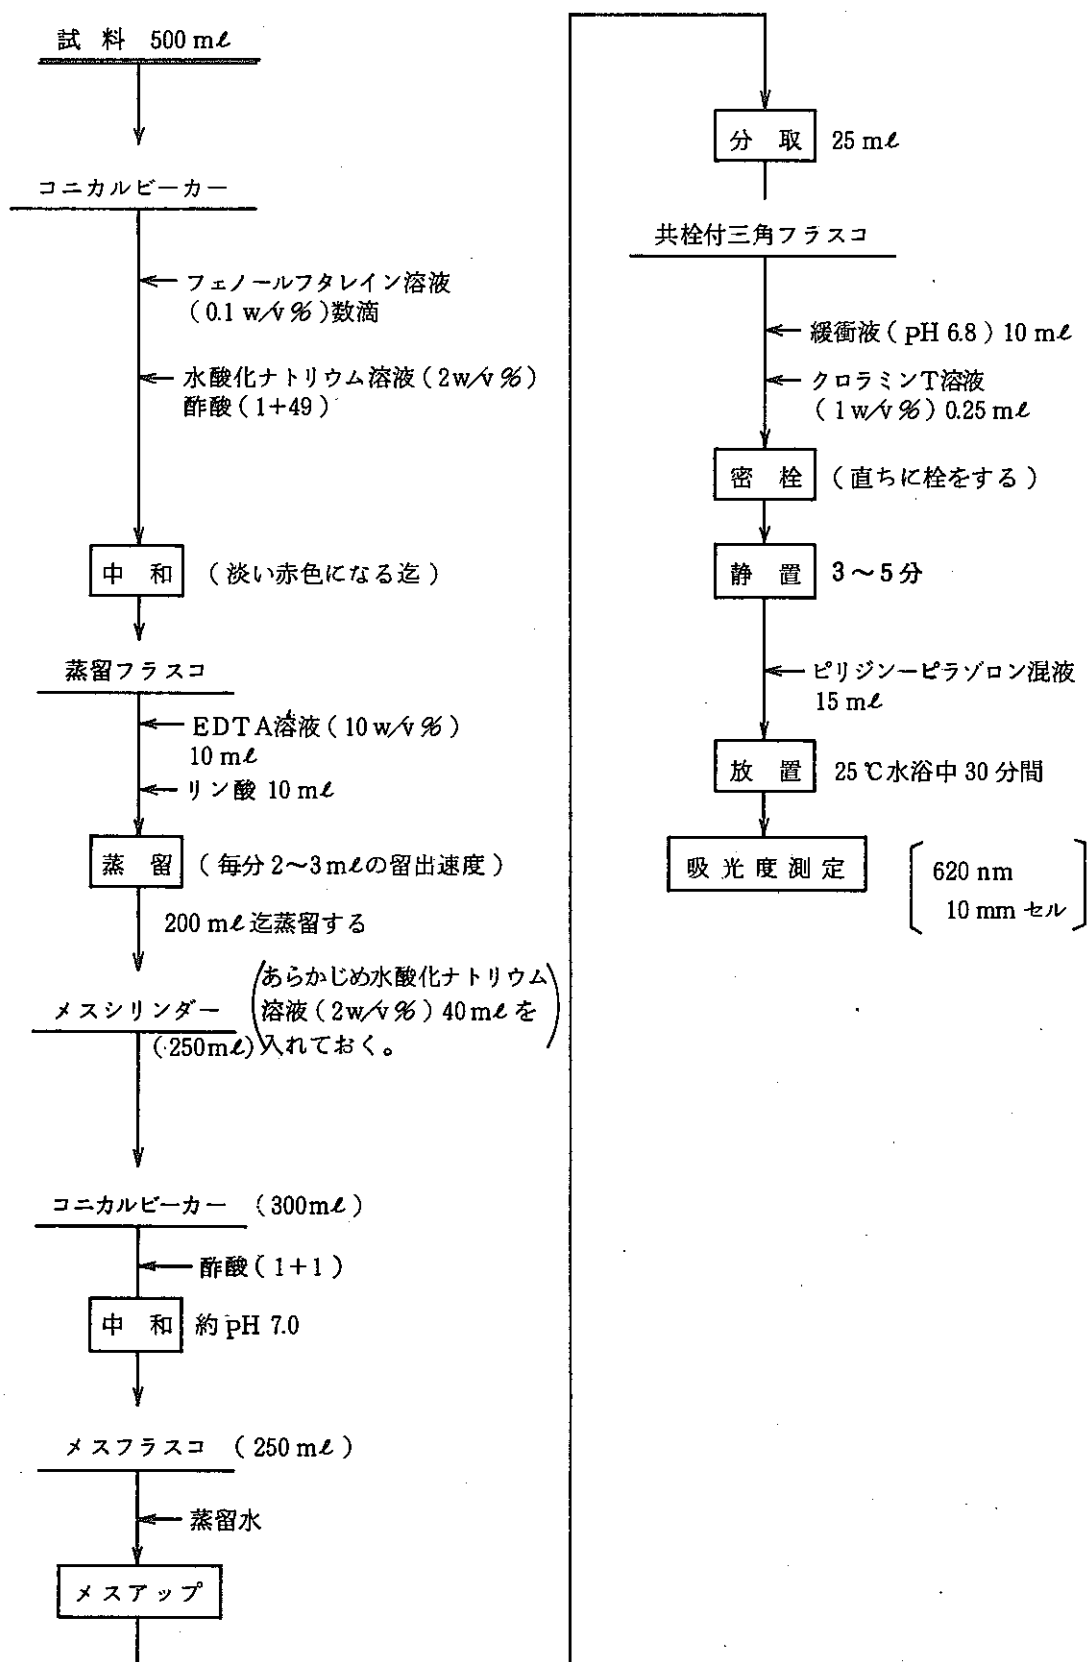 試料 500 mℓ
コニカルビーカー
フェノールフタレイン溶液
(0.1 w/v %)数滴
水酸化ナトリウム溶液(2w/v %)
酢酸(1+49)
中和 (淡い赤色になる迄)
蒸留フラスコ
EDTA溶液(10 w/v %)
10 mℓ
リン酸 10 mℓ
蒸留 (毎分2~3mℓの留出速度)
200 mℓ迄蒸留する
メスシリンダー
(250mℓ)
(あらかじめ水酸化ナトリウム
溶液(2w/v %)40mℓを
入れておく。)
コニカルビーカー (300mℓ)
酢酸(1+1)
中和 約pH 7.0
メスフラスコ (250 mℓ)
蒸留水
メスアップ
分取 25 mℓ
共栓付三角フラスコ
緩衝液(pH 6.8)10 mℓ
クロラミンT溶液
(1w/v %)0.25 mℓ
密栓 (直ちに栓をする)
静置 3~5分
ピリジン-ピラゾロン混液
15 mℓ
放置 25℃水浴中30分間
吸光度測定
[620 nm
10 mmセル]